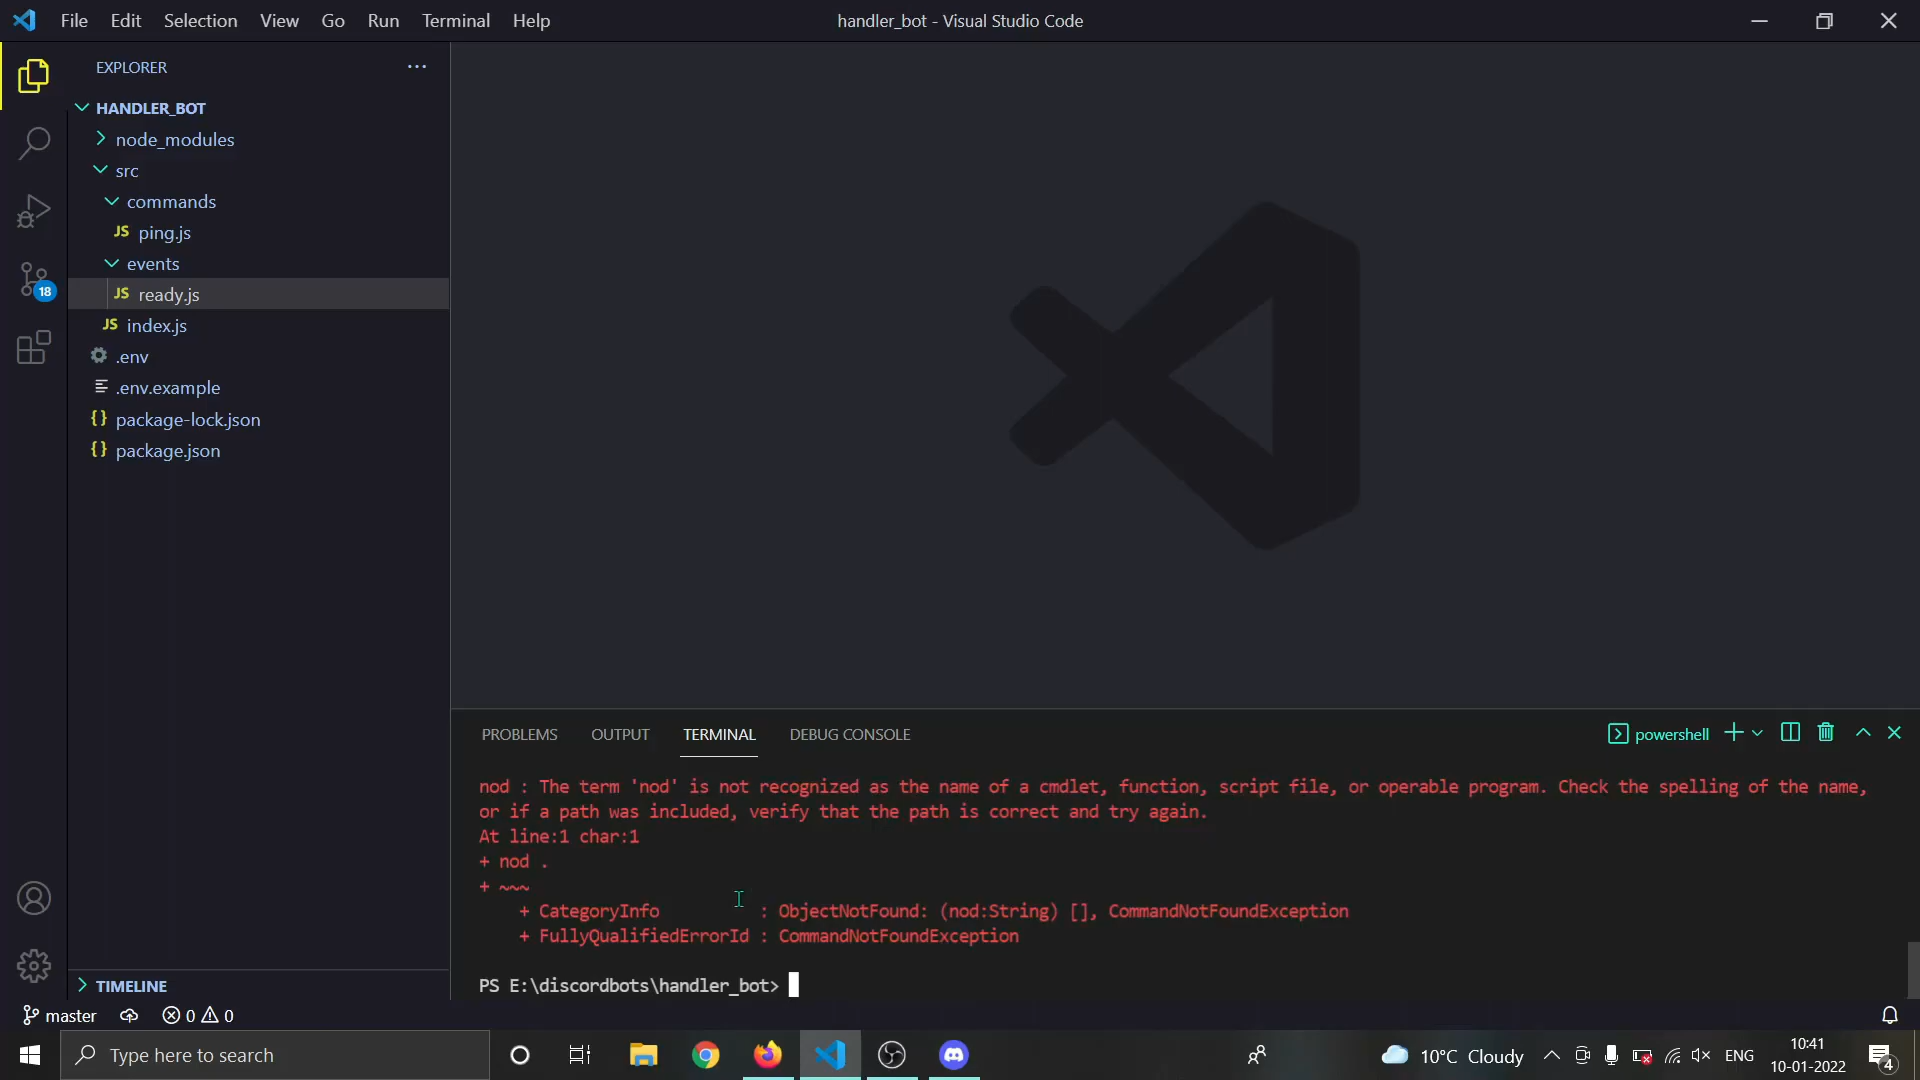 File Edit Selection View Go Run Terminal Help
handler_bot - Visual Studio Code
EXPLORER
HANDLER_BOT
node_modules
src
commands
JS ping.js
events
JS ready.js
JS index.js
.env
.env.example
{} package-lock.json
{} package.json
18
TIMELINE
PROBLEMS OUTPUT TERMINAL DEBUG CONSOLE
powershell
nod : The term 'nod' is not recognized as the name of a cmdlet, function, script file, or operable program. Check the spelling of the name,
or if a path was included, verify that the path is correct and try again.
At line:1 char:1
+ nod .
+ ~~~
+ CategoryInfo : ObjectNotFound: (nod:String) [], CommandNotFoundException
+ FullyQualifiedErrorId : CommandNotFoundException
PS E:\discordbots\handler_bot>
master 0 0
Type here to search
10°C Cloudy
ENG
10:41
10-01-2022
4